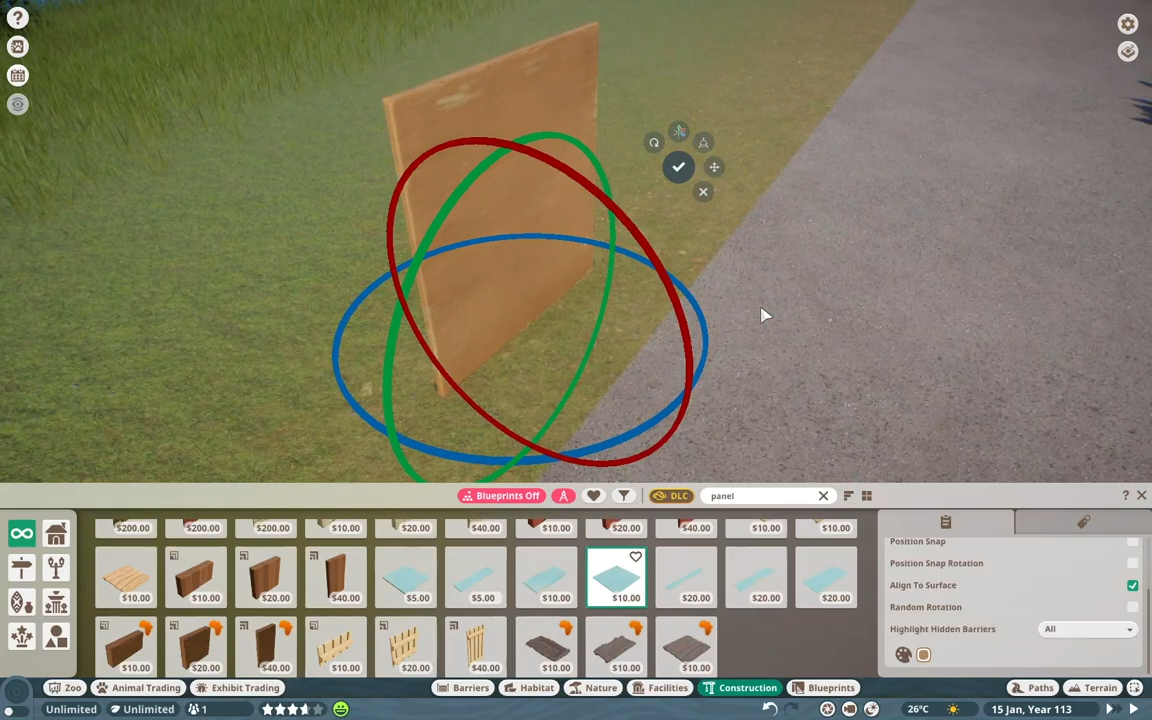 ?
Blueprints Off
DLC
panel
?
$200.00 $200.00 $200.00 $10.00 $20.00 $40.00 $10.00 $20.00 $40.00 $10.00 $10.00
$10.00 $10.00 $20.00 $40.00 $5.00 $5.00 $10.00 $10.00 $20.00 $20.00 $20.00
$10.00 $20.00 $40.00 $10.00 $20.00 $40.00 $10.00 $10.00 $10.00
Position Snap
Position Snap Rotation
Align To Surface
Random Rotation
Highlight Hidden Barriers All
Zoo Animal Trading Exhibit Trading Barriers Habitat Nature Facilities Construction Blueprints Paths Terrain
Unlimited Unlimited 1 26°C 15 Jan, Year 113